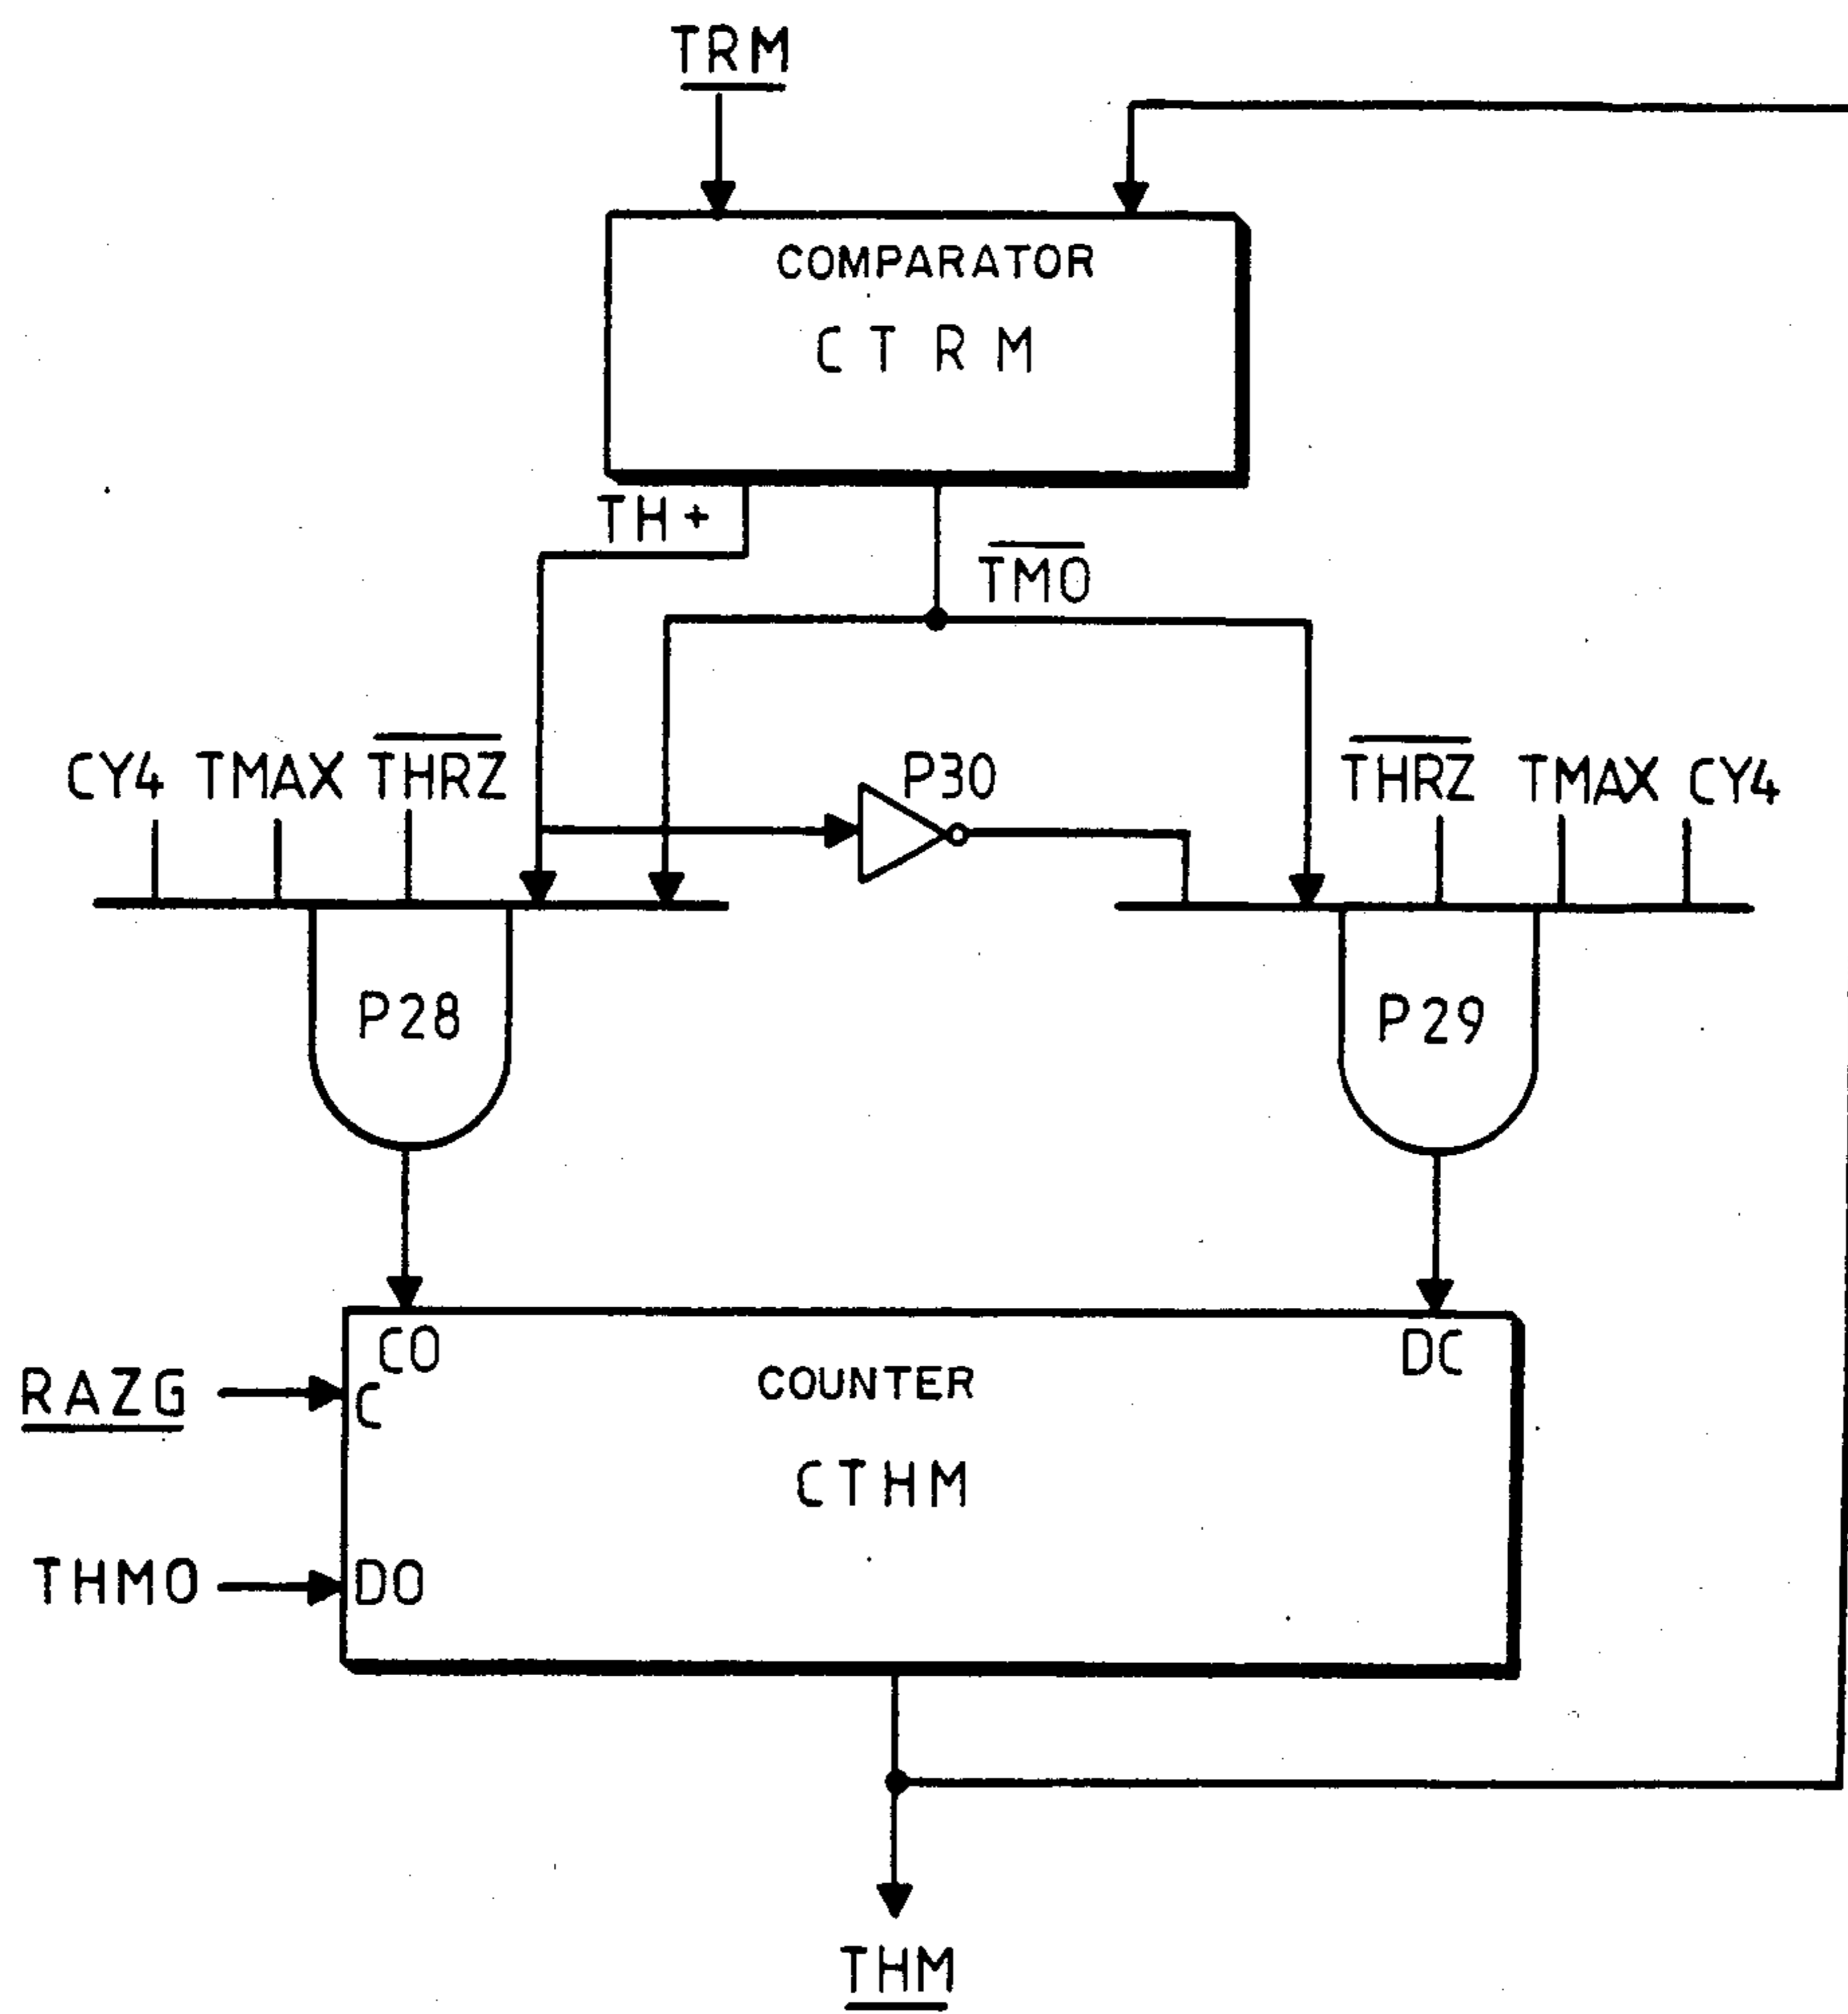 TRM
COMPARATOR
CTRM
TH+
TMO
CY4 TMAX THRZ
P30
THRZ TMAX CY4
P28
P29
CO
DC
RAZG
C
COUNTER
CTHM
THMO
DO
THM